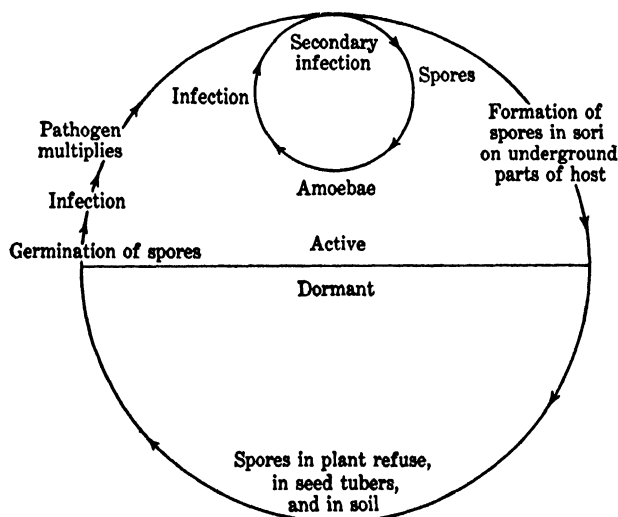 Secondary
infection
Spores
Infection
Amoebae
Formation of
spores in sori
on underground
parts of host
Pathogen
multiplies
Infection
Germination of spores
Active
Dormant
Spores in plant refuse,
in seed tubers,
and in soil